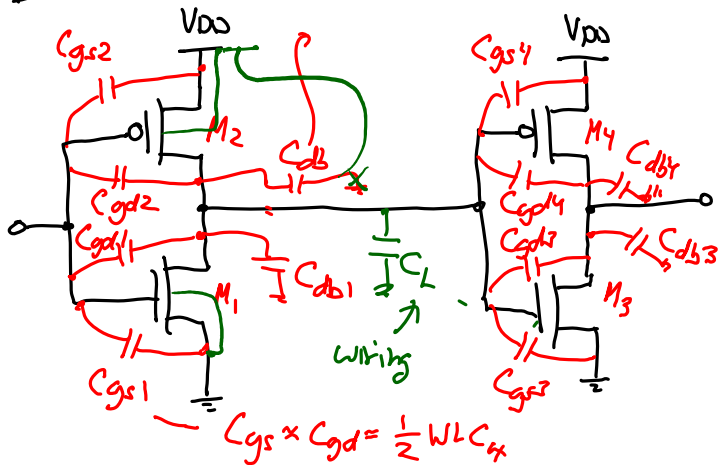 VDD
VDD
Cgs2
Cgs4
M2
M4
Cdb
Cdb4
Cgd2
Cgd4
Cgd1
Cgd3
Cdb3
Cdb1
CL
M1
M3
wiring
Cgs1
Cgs3
Cgs × Cgd = 1/2 WL